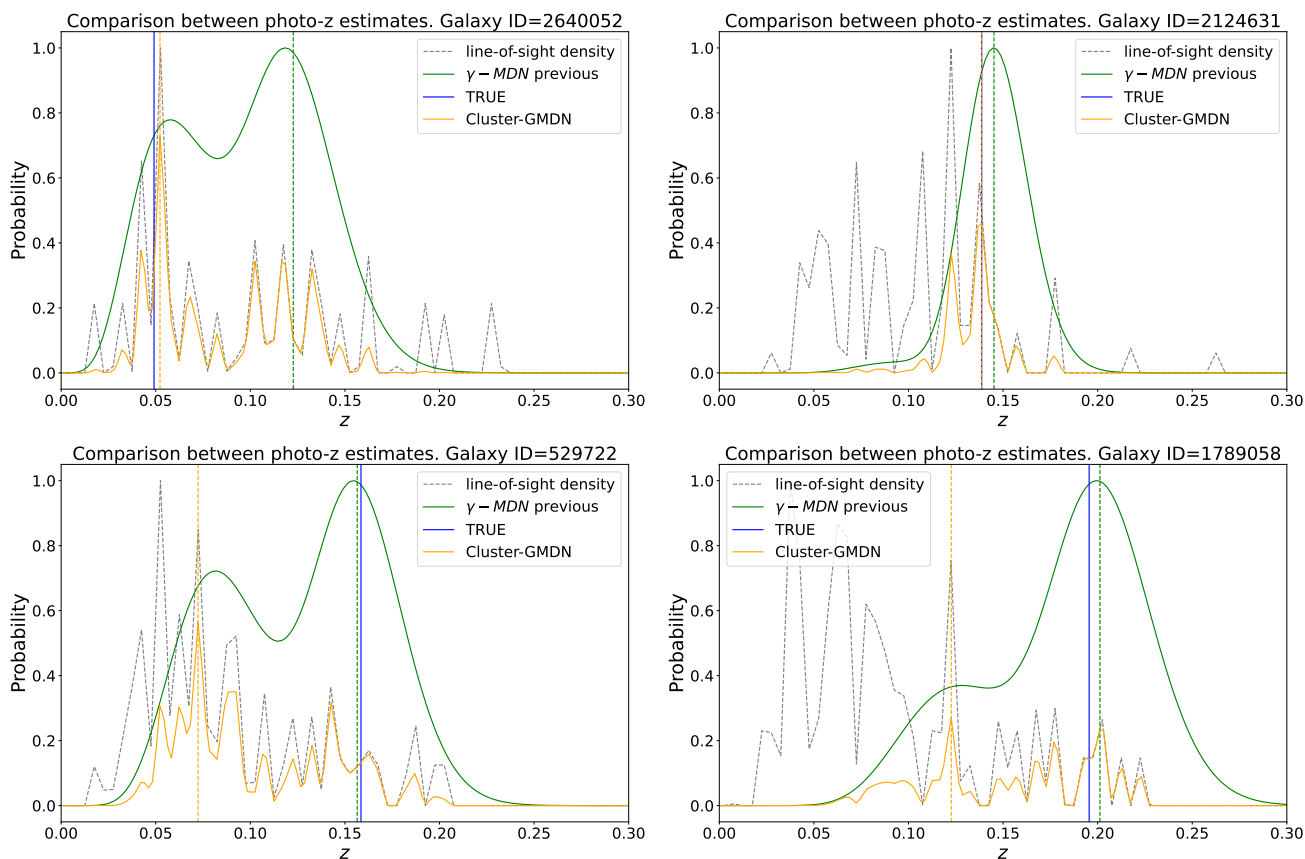 Comparison between photo-z estimates. Galaxy ID=2640052
Probability
1.0
0.8
0.6
0.4
0.2
0.0
line-of-sight density
γ − MDN previous
TRUE
Cluster-GMDN
0.00 0.05 0.10 0.15 0.20 0.25 0.30
z
Comparison between photo-z estimates. Galaxy ID=2124631
Probability
1.0
0.8
0.6
0.4
0.2
0.0
line-of-sight density
γ − MDN previous
TRUE
Cluster-GMDN
0.00 0.05 0.10 0.15 0.20 0.25 0.30
z
Comparison between photo-z estimates. Galaxy ID=529722
Probability
1.0
0.8
0.6
0.4
0.2
0.0
line-of-sight density
γ − MDN previous
TRUE
Cluster-GMDN
0.00 0.05 0.10 0.15 0.20 0.25 0.30
z
Comparison between photo-z estimates. Galaxy ID=1789058
Probability
1.0
0.8
0.6
0.4
0.2
0.0
line-of-sight density
γ − MDN previous
TRUE
Cluster-GMDN
0.00 0.05 0.10 0.15 0.20 0.25 0.30
z